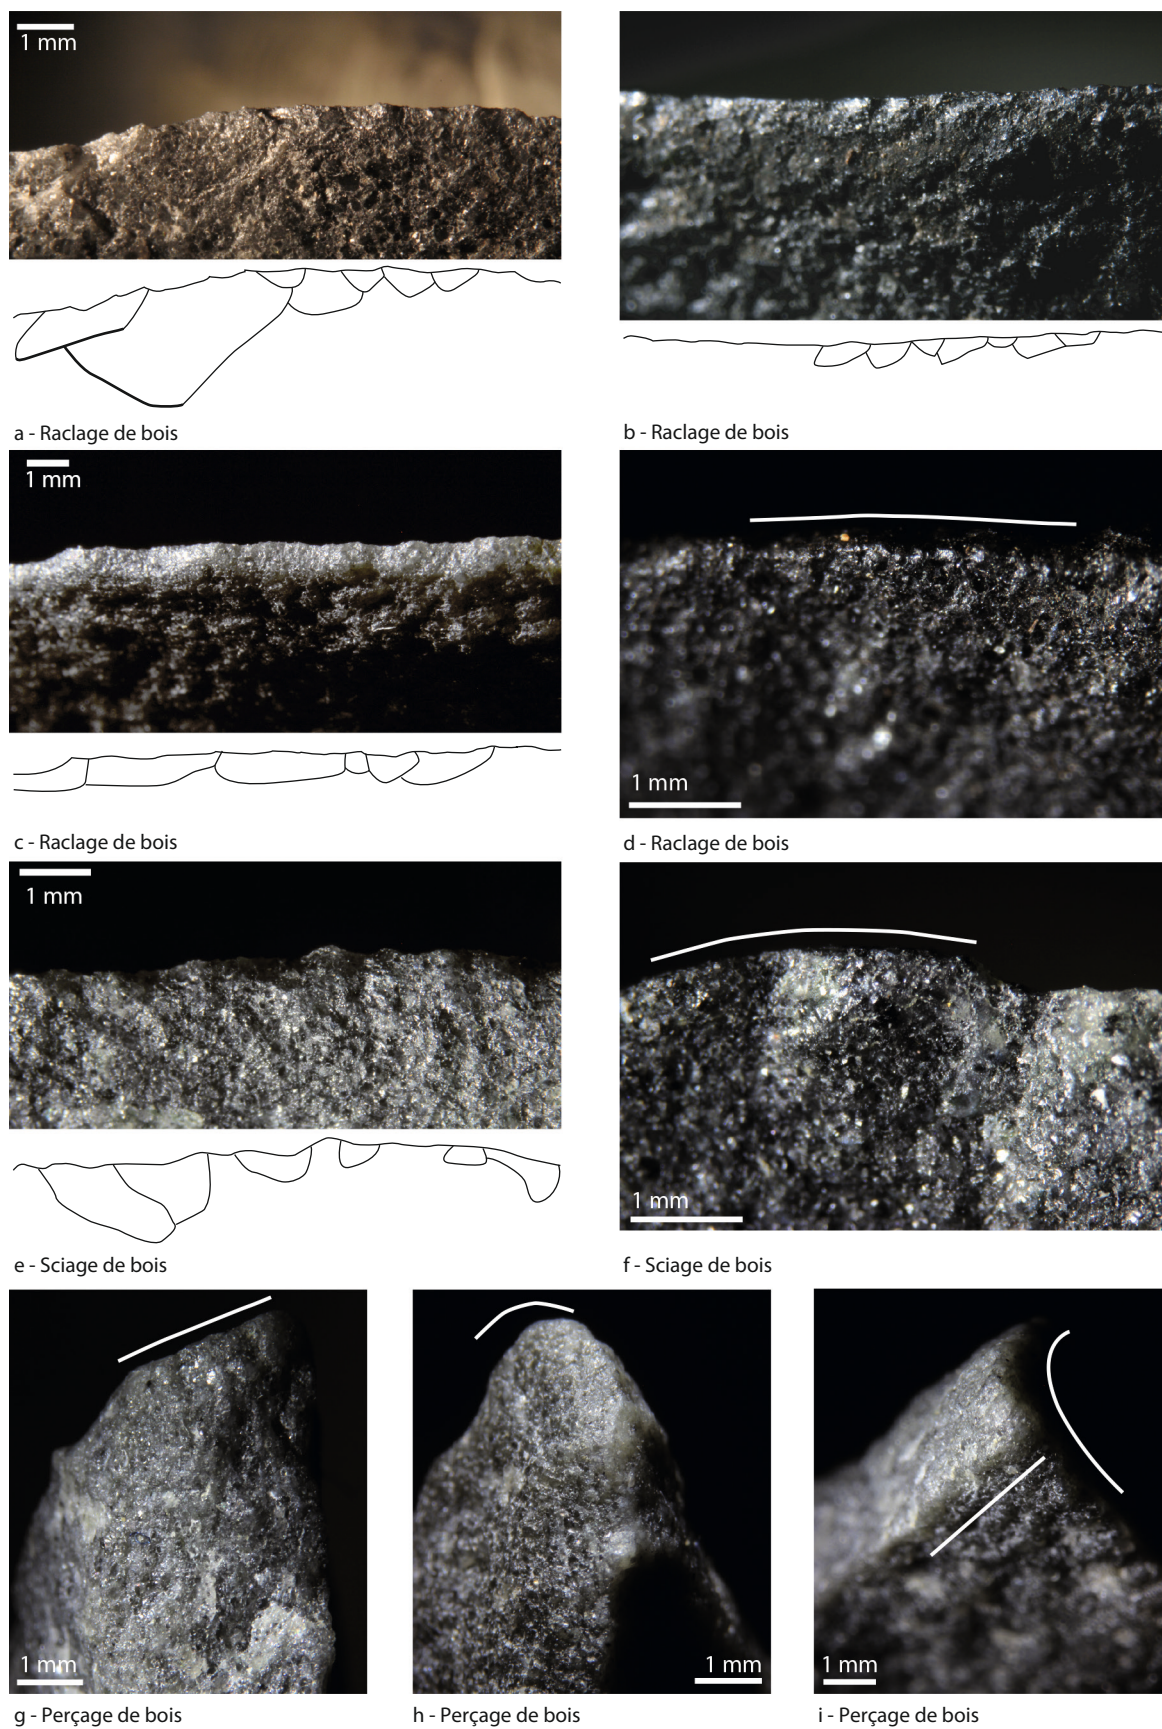 1 mm
a - Raclage de bois
b - Raclage de bois
1 mm
c - Raclage de bois
1 mm
d - Raclage de bois
1 mm
e - Sciage de bois
1 mm
f - Sciage de bois
1 mm
g - Perçage de bois
1 mm
h - Perçage de bois
1 mm
i - Perçage de bois